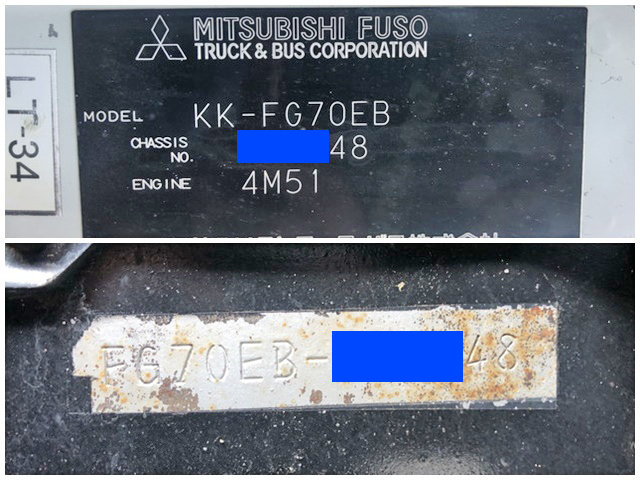 MITSUBISHI FUSO
TRUCK & BUS CORPORATION
MODEL KK-FG70EB
CHASSIS NO. 48
ENGINE 4M51
LT-34
FG70EB- 48